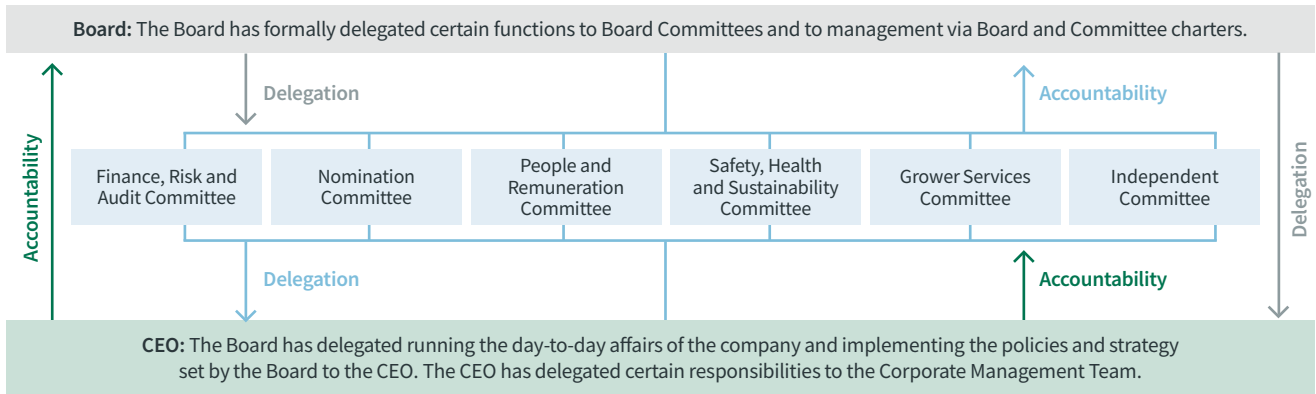 Board: The Board has formally delegated certain functions to Board Committees and to management via Board and Committee charters.
Accountability
Delegation
Accountability
Delegation
Finance, Risk and
Audit Committee
Nomination
Committee
People and
Remuneration
Committee
Safety, Health
and Sustainability
Committee
Grower Services
Committee
Independent
Committee
Delegation
Accountability
CEO: The Board has delegated running the day-to-day affairs of the company and implementing the policies and strategy
set by the Board to the CEO. The CEO has delegated certain responsibilities to the Corporate Management Team.